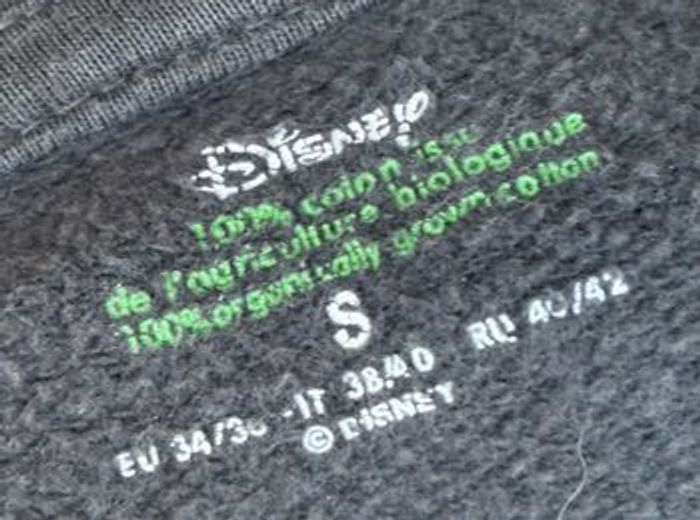 Disney
100% coton issu
de l'agriculture biologique
100% organically grown cotton
S
EU 34/36 - IT 38/40 RU 40/42
© DISNEY